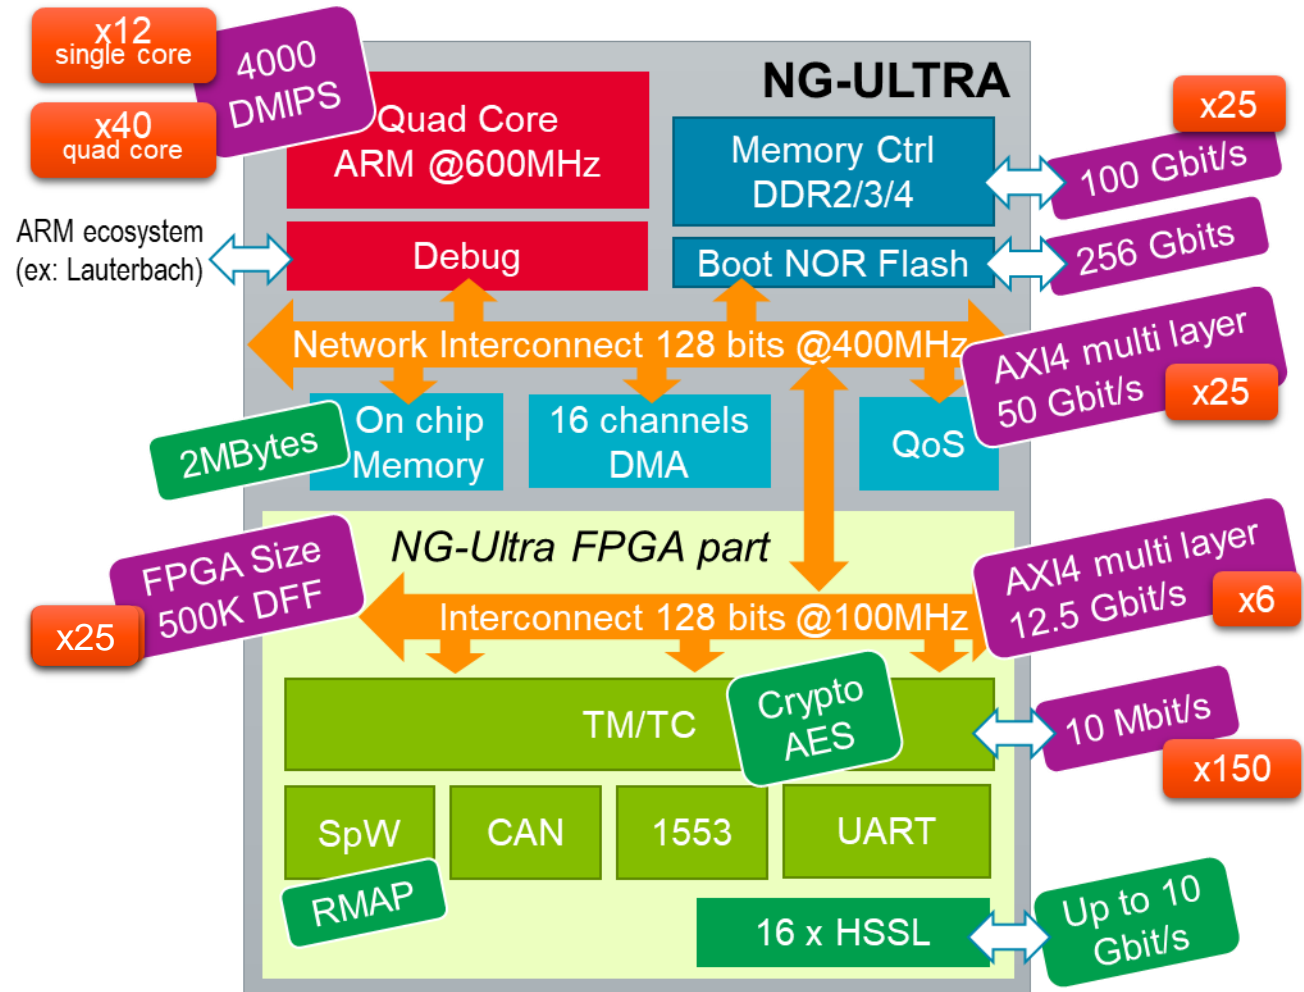 x12
single core
4000
DMIPS
x40
quad core
NG-ULTRA
Quad Core
ARM @600MHz
Memory Ctrl
DDR2/3/4
x25
100 Gbit/s
ARM ecosystem
(ex: Lauterbach)
Debug
Boot NOR Flash
256 Gbits
Network Interconnect 128 bits @400MHz
AXI4 multi layer
50 Gbit/s
x25
2MBytes
On chip
Memory
16 channels
DMA
QoS
NG-Ultra FPGA part
FPGA Size
500K DFF
x25
Interconnect 128 bits @100MHz
AXI4 multi layer
12.5 Gbit/s
x6
TM/TC
Crypto
AES
10 Mbit/s
x150
SpW
CAN
1553
UART
RMAP
16 x HSSL
Up to 10
Gbit/s